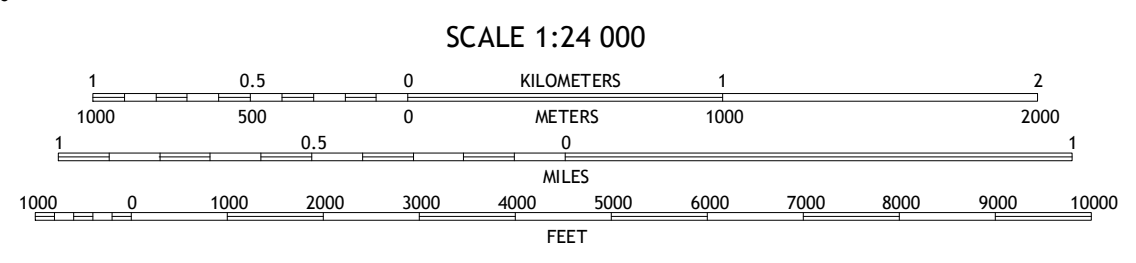 SCALE 1:24 000
1 0.5 0 KILOMETERS 1 2
1000 500 0 METERS 1000 2000
1 0.5 0 1
MILES
1000 0 1000 2000 3000 4000 5000 6000 7000 8000 9000 10000
FEET